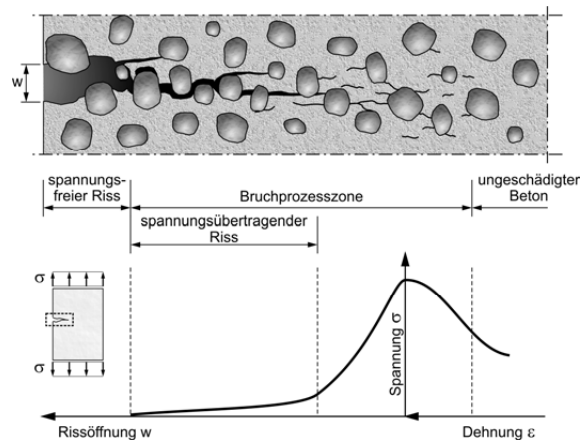 w
spannungs-
freier Riss
Bruchprozesszone
ungeschädigter
Beton
spannungsübertragender
Riss
σ
σ
Spannung σ
Rissöffnung w
Dehnung ε